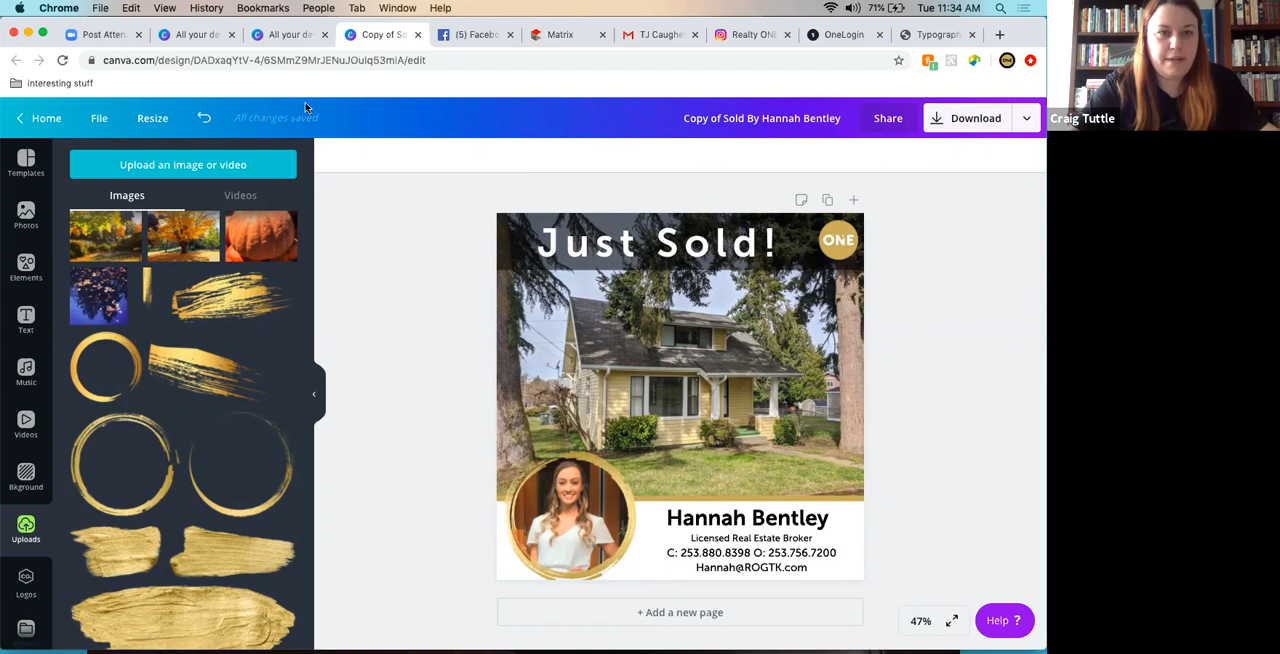 Chrome File Edit View History Bookmarks People Tab Window Help 71% Tue 11:34 AM
Post Atten All your de All your de Copy of So (5) Facebo Matrix TJ Caughe Realty ONE OneLogin Typograph
canva.com/design/DADxaqYtV-4/6SMmZ9MrJENuJOulq53mIA/edit
interesting stuff
Home File Resize All changes saved Copy of Sold By Hannah Bentley Share Download
Craig Tuttle
Upload an image or video
Images Videos
Templates
Photos
Elements
Text
Music
Videos
Bkground
Uploads
CO.
Logos
Just Sold! ONE
Hannah Bentley
Licensed Real Estate Broker
C: 253.880.8398 O: 253.756.7200
Hannah@ROGTK.com
+ Add a new page
47% Help ?